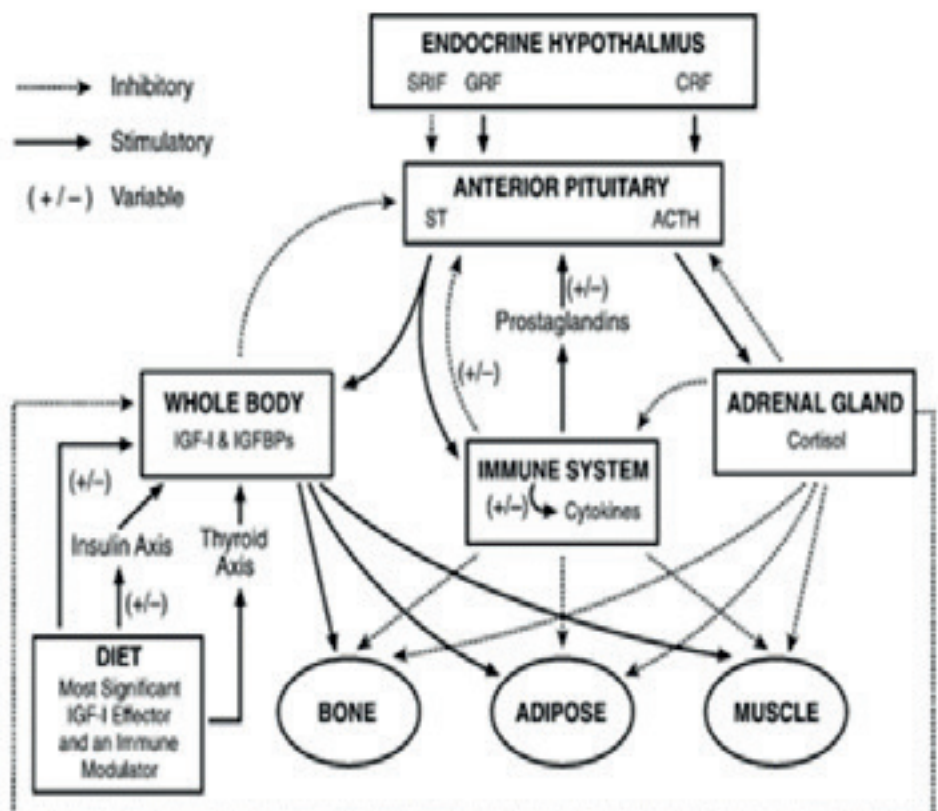 ENDOCRINE HYPOTHALMUS
SRIF GRF CRF
Inhibitory
Stimulatory
(+/–) Variable
ANTERIOR PITUITARY
ST ACTH
(+/–)
Prostaglandins
(+/–)
WHOLE BODY
IGF-I & IGFBPs
ADRENAL GLAND
Cortisol
IMMUNE SYSTEM
(+/–) Cytokines
(+/–)
Insulin Axis
Thyroid
Axis
(+/–)
DIET
Most Significant
IGF-I Effector
and an Immune
Modulator
BONE
ADIPOSE
MUSCLE